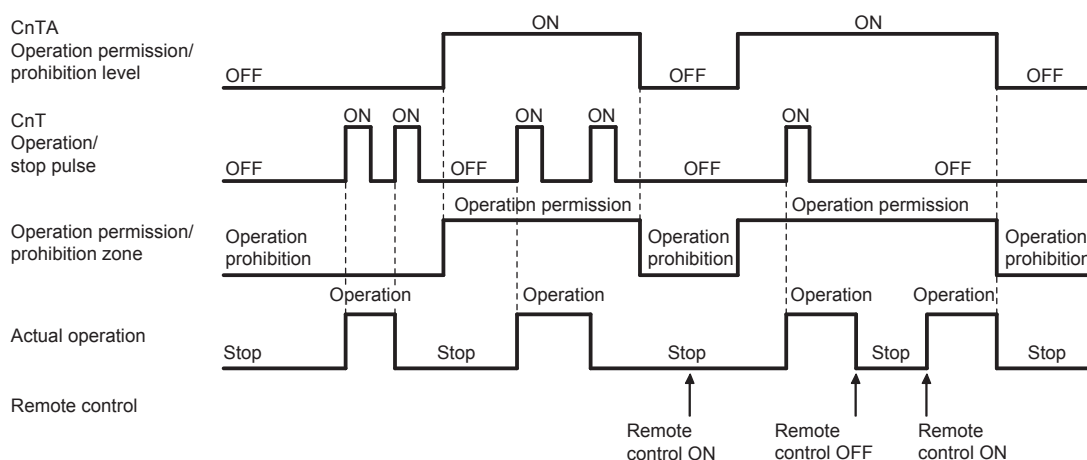 CnTA
Operation permission/
prohibition level
OFF
ON
OFF
ON
OFF
CnT
Operation/
stop pulse
OFF
ON
ON
OFF
ON
ON
OFF
ON
OFF
Operation permission/
prohibition zone
Operation
prohibition
Operation permission
Operation
prohibition
Operation permission
Operation
prohibition
Actual operation
Stop
Operation
Stop
Operation
Stop
Operation
Stop
Operation
Stop
Remote control
Remote
control ON
Remote
control OFF
Remote
control ON